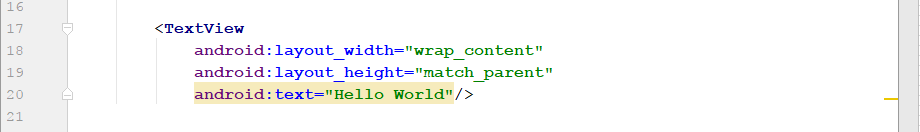 16
17 <TextView
18 android:layout_width="wrap_content"
19 android:layout_height="match_parent"
20 android:text="Hello World"/>
21